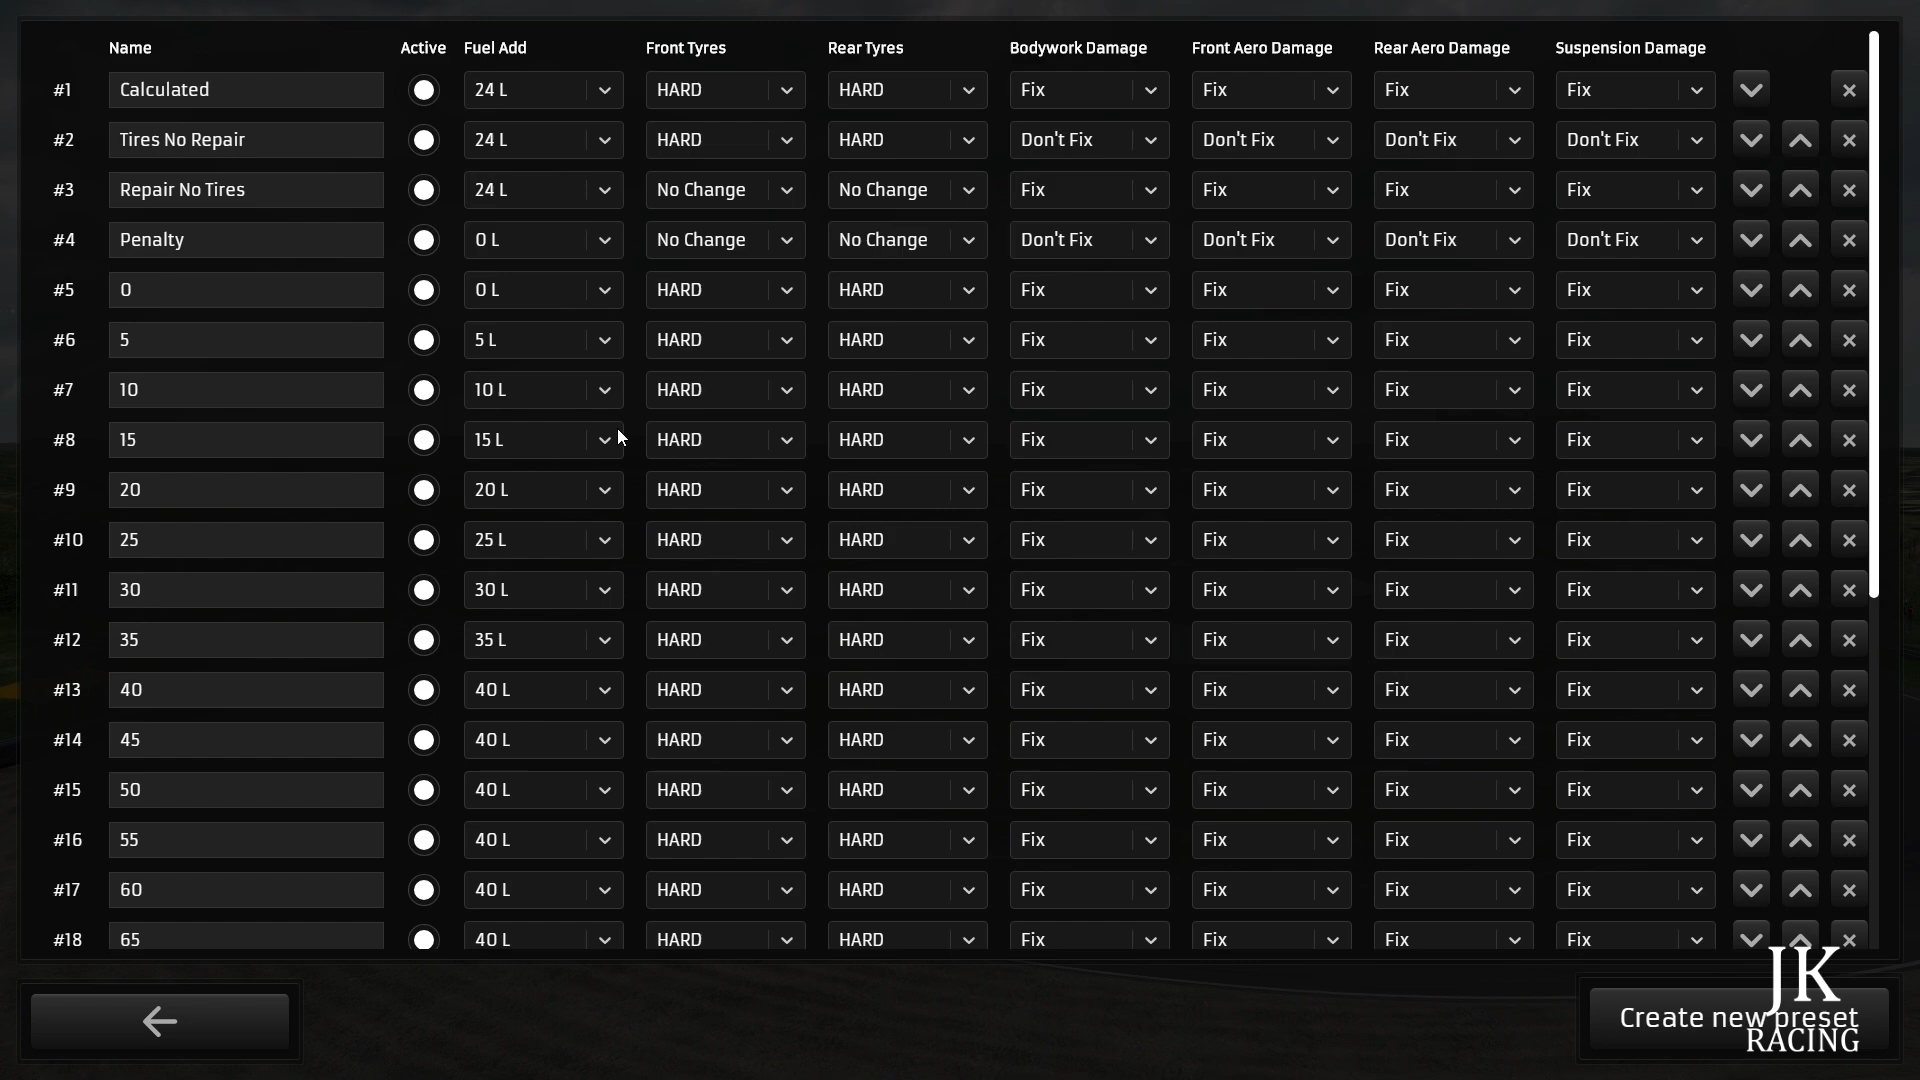 Name Active Fuel Add Front Tyres Rear Tyres Bodywork Damage Front Aero Damage Rear Aero Damage Suspension Damage
#1 Calculated 24 L HARD HARD Fix Fix Fix Fix
#2 Tires No Repair 24 L HARD HARD Don't Fix Don't Fix Don't Fix Don't Fix
#3 Repair No Tires 24 L No Change No Change Fix Fix Fix Fix
#4 Penalty 0 L No Change No Change Don't Fix Don't Fix Don't Fix Don't Fix
#5 0 0 L HARD HARD Fix Fix Fix Fix
#6 5 5 L HARD HARD Fix Fix Fix Fix
#7 10 10 L HARD HARD Fix Fix Fix Fix
#8 15 15 L HARD HARD Fix Fix Fix Fix
#9 20 20 L HARD HARD Fix Fix Fix Fix
#10 25 25 L HARD HARD Fix Fix Fix Fix
#11 30 30 L HARD HARD Fix Fix Fix Fix
#12 35 35 L HARD HARD Fix Fix Fix Fix
#13 40 40 L HARD HARD Fix Fix Fix Fix
#14 45 40 L HARD HARD Fix Fix Fix Fix
#15 50 40 L HARD HARD Fix Fix Fix Fix
#16 55 40 L HARD HARD Fix Fix Fix Fix
#17 60 40 L HARD HARD Fix Fix Fix Fix
#18 65 40 L HARD HARD Fix Fix Fix Fix
Create new preset
JK
RACING